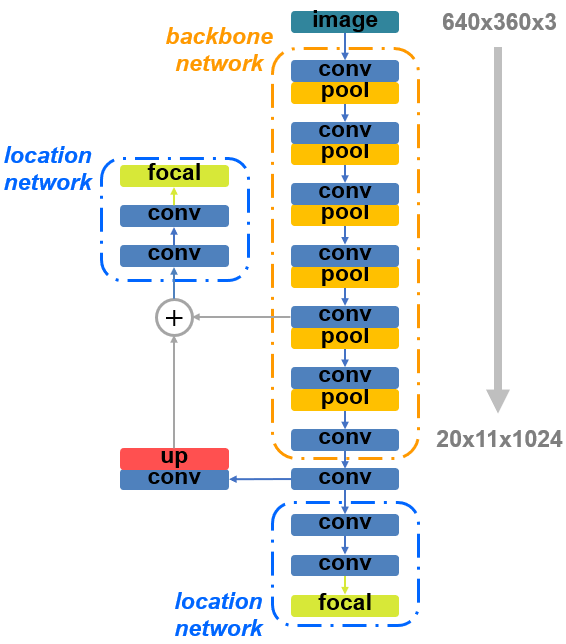 image
640x360x3
backbone
network
conv
pool
conv
pool
conv
pool
conv
pool
conv
pool
conv
pool
conv
20x11x1024
location
network
focal
conv
conv
+
up
conv
conv
conv
conv
focal
location
network